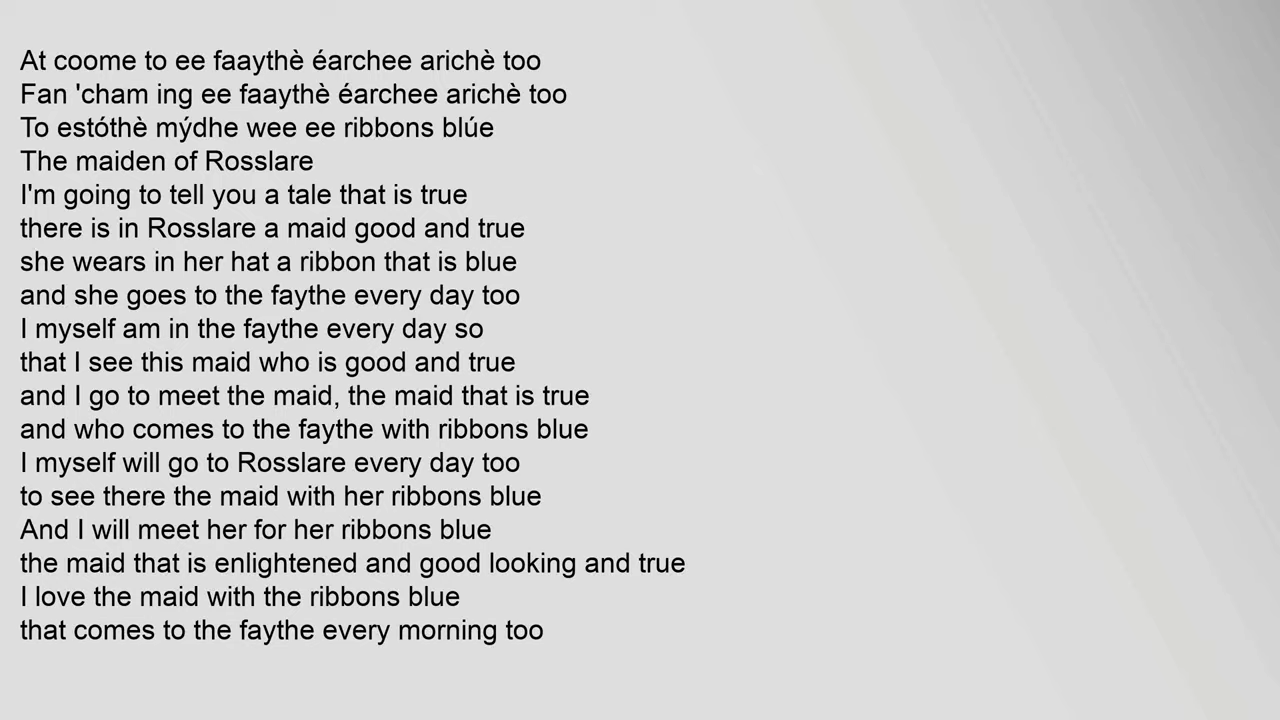 At coome to ee faaythè éarchee arichè too
Fan 'cham ing ee faaythè éarchee arichè too
To estóthè mýdhe wee ee ribbons blúe
The maiden of Rosslare
I'm going to tell you a tale that is true
there is in Rosslare a maid good and true
she wears in her hat a ribbon that is blue
and she goes to the faythe every day too
I myself am in the faythe every day so
that I see this maid who is good and true
and I go to meet the maid, the maid that is true
and who comes to the faythe with ribbons blue
I myself will go to Rosslare every day too
to see there the maid with her ribbons blue
And I will meet her for her ribbons blue
the maid that is enlightened and good looking and true
I love the maid with the ribbons blue
that comes to the faythe every morning too